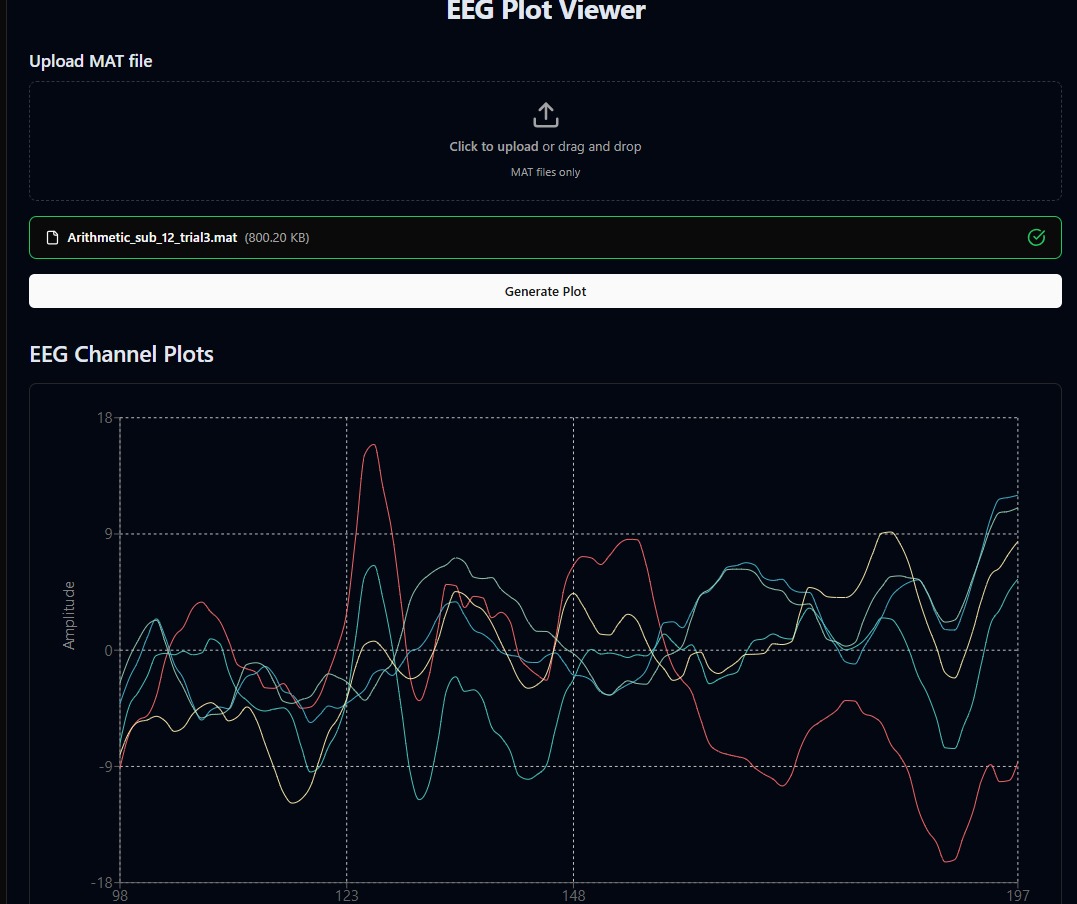 EEG Plot Viewer
Upload MAT file
Click to upload or drag and drop
MAT files only
Arithmetic_sub_12_trial3.mat (800.20 KB)
Generate Plot
EEG Channel Plots
18
9
Amplitude
0
-9
-18
98 123 148 197